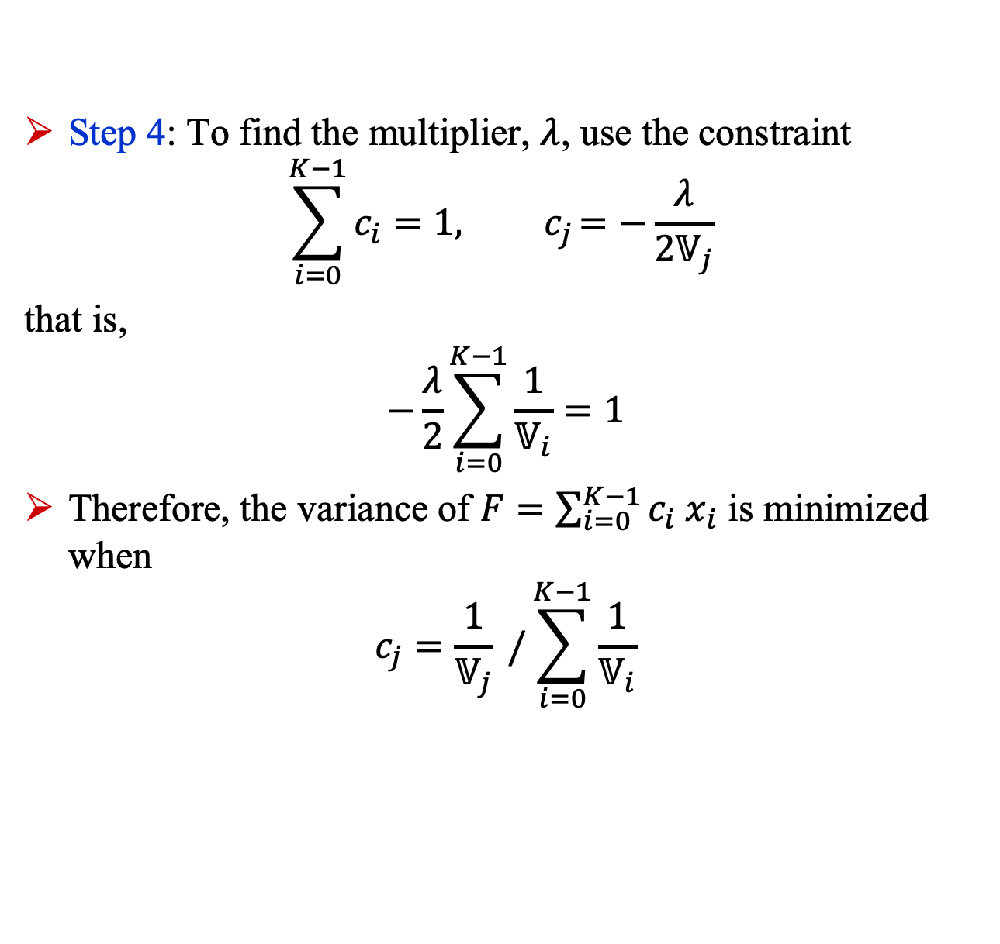 ➢ Step 4: To find the multiplier, λ, use the constraint
$\sum_{i=0}^{K-1} c_i = 1, \quad c_j = -\frac{\lambda}{2\mathbb{V}_j}$
that is,
$-\frac{\lambda}{2} \sum_{i=0}^{K-1} \frac{1}{\mathbb{V}_i} = 1$
➢ Therefore, the variance of $F = \sum_{i=0}^{K-1} c_i \, x_i$ is minimized
when
$c_j = \frac{1}{\mathbb{V}_j} / \sum_{i=0}^{K-1} \frac{1}{\mathbb{V}_i}$